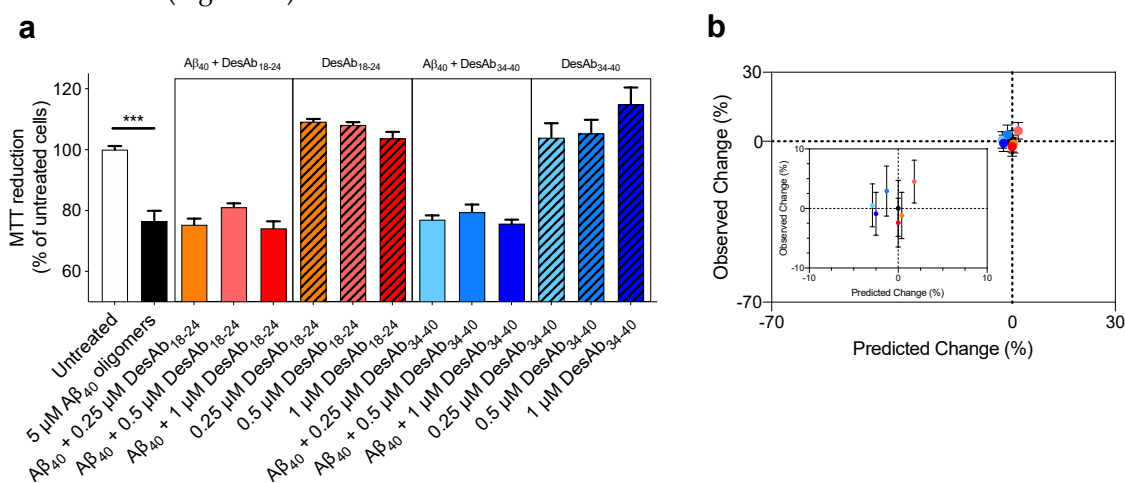 a
Aβ40 + DesAb18-24
DesAb18-24
Aβ40 + DesAb34-40
DesAb34-40
MTT reduction
(% of untreated cells)
120
100
80
60
***
Untreated
5 µM Aβ40 oligomers
Aβ40 + 0.25 µM DesAb18-24
Aβ40 + 0.5 µM DesAb18-24
Aβ40 + 1 µM DesAb18-24
0.25 µM DesAb18-24
0.5 µM DesAb18-24
1 µM DesAb18-24
Aβ40 + 0.25 µM DesAb34-40
Aβ40 + 0.5 µM DesAb34-40
Aβ40 + 1 µM DesAb34-40
0.25 µM DesAb34-40
0.5 µM DesAb34-40
1 µM DesAb34-40
b
Observed Change (%)
30
0
-70
-70
0
30
Predicted Change (%)
Observed Change (%)
10
0
-10
-10
0
10
Predicted Change (%)